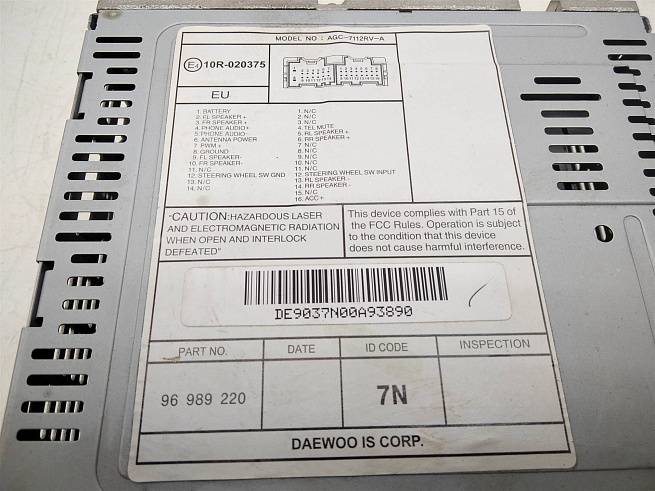 MODEL NO : AGC-7112RV-A
E4 10R-020375
EU
1. BATTERY
2. FL SPEAKER +
3. FR SPEAKER +
4. PHONE AUDIO+
5. PHONE AUDIO-
6. ANTENNA POWER
7. PWM +
8. GROUND
9. FL SPEAKER-
10. FR SPEAKER-
11. N/C
12. STEERING WHEEL SW GND
13. N/C
14. N/C
1. N/C
2. N/C
3. N/C
4. TEL MUTE
5. RL SPEAKER +
6. RR SPEAKER +
7. N/C
8. N/C
9. N/C
10. N/C
11. N/C
12. STEERING WHEEL SW INPUT
13. RL SPEAKER -
14. RR SPEAKER -
15. N/C
16. ACC +
"CAUTION:HAZARDOUS LASER
AND ELECTROMAGNETIC RADIATION
WHEN OPEN AND INTERLOCK
DEFEATED"
This device complies with Part 15 of
the FCC Rules. Operation is subject
to the condition that this device
does not cause harmful interference.
DE9037N00A93890
PART NO. DATE ID CODE INSPECTION
96 989 220 7N
DAEWOO IS CORP.